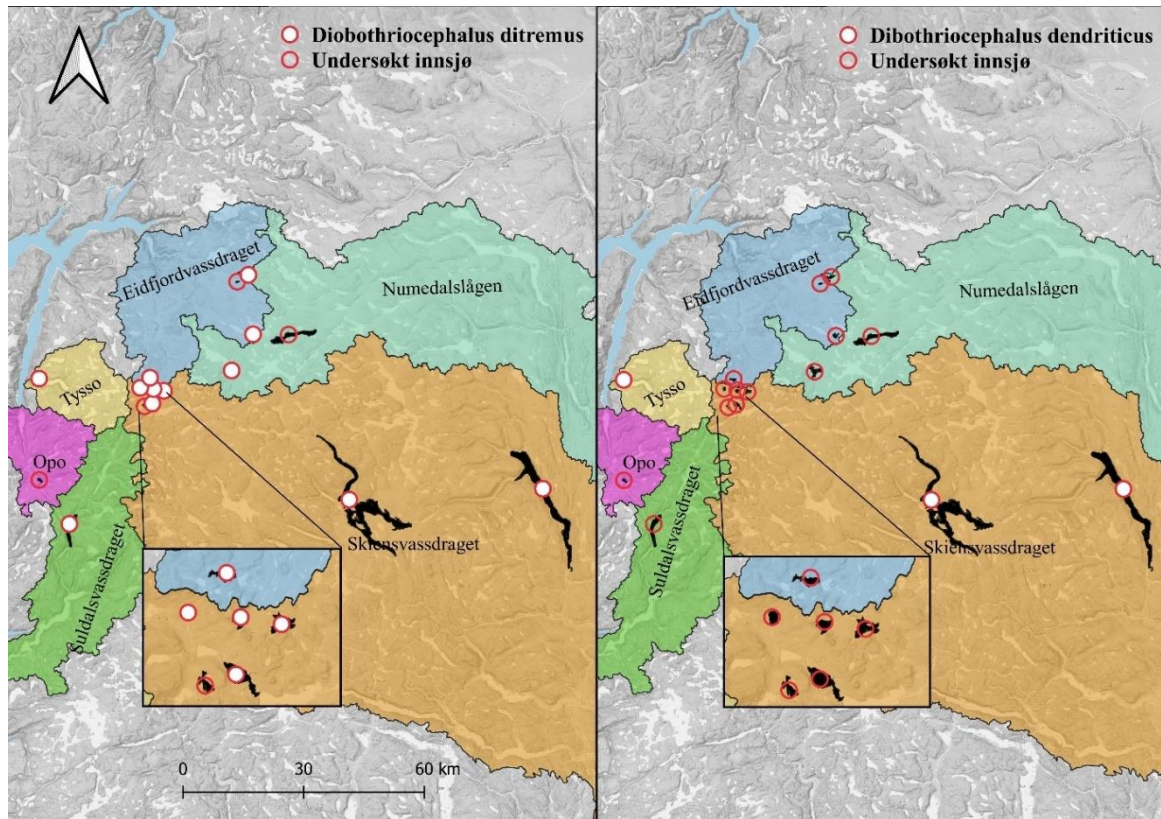 Diobothriocephalus ditremus
Undersøkt innsjø
Eidfjordvassdraget
Numedalslågen
Tysso
Opo
Suldalsvassdraget
Skiensvassdraget
0 30 60 km
Dibothriocephalus dendriticus
Undersøkt innsjø
Eidfjordvassdraget
Numedalslågen
Tysso
Opo
Suldalsvassdraget
Skiensvassdraget